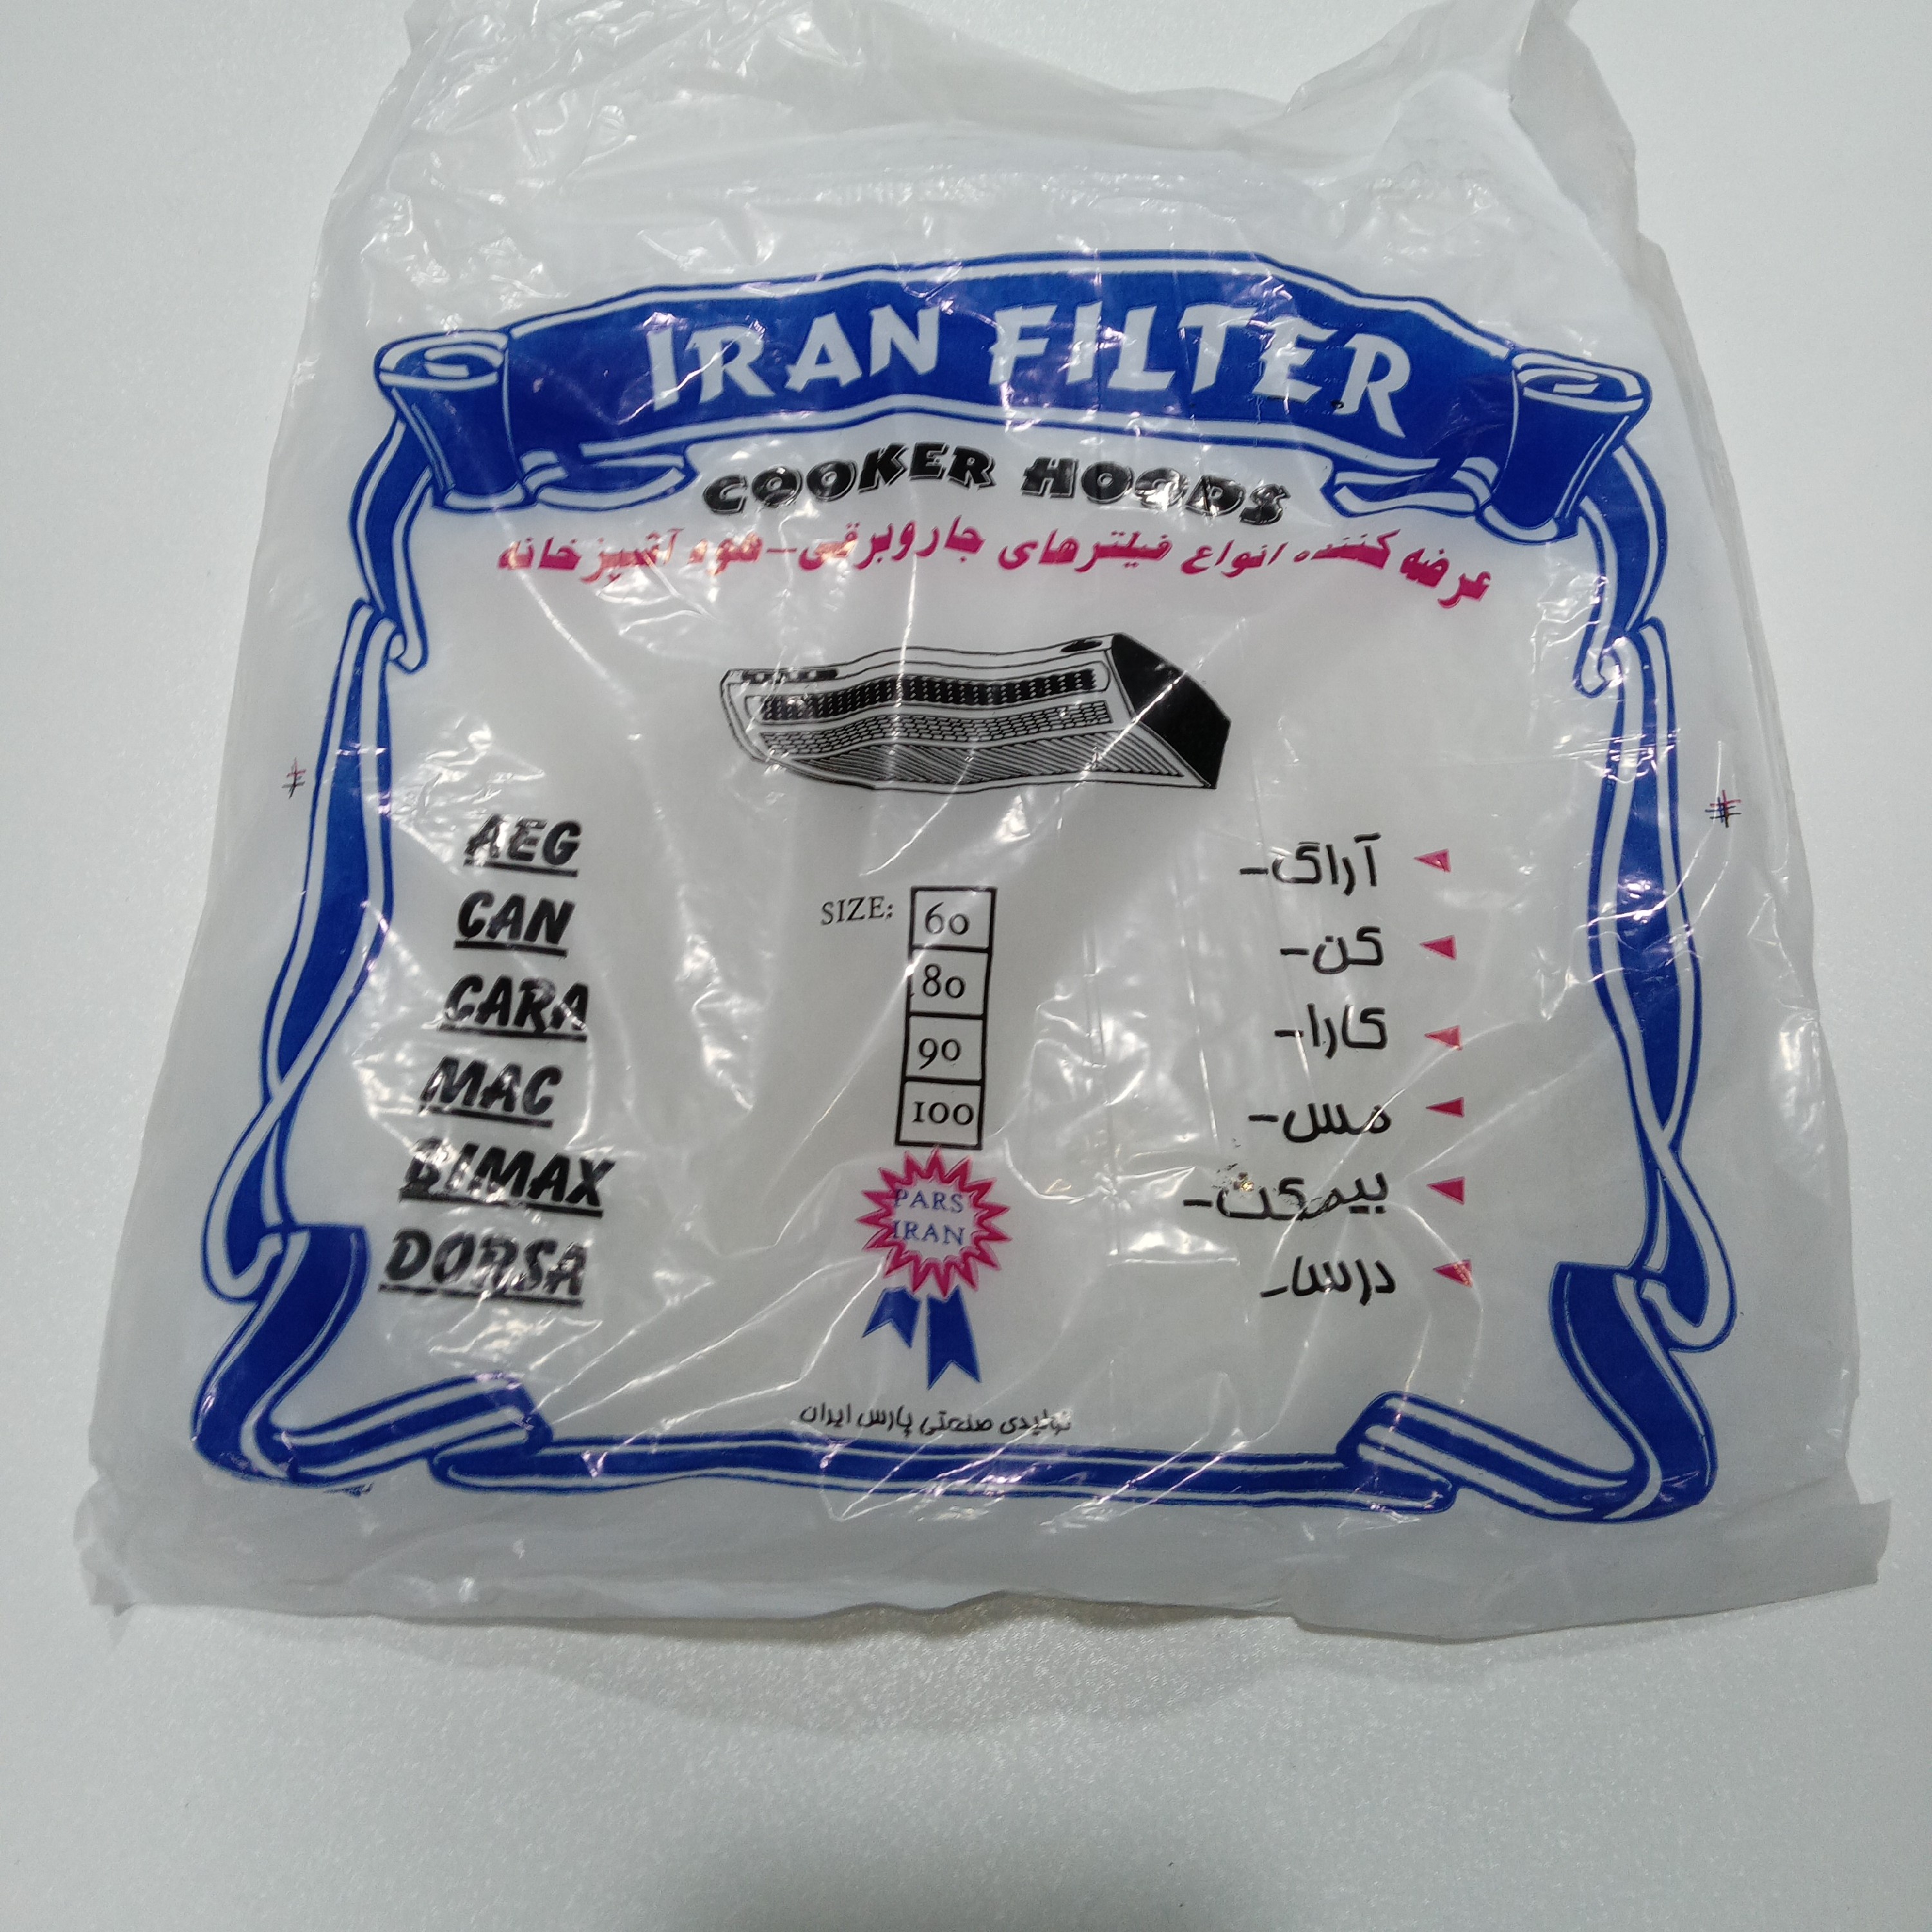 IRAN FILTER
COOKER HOODS
عرضه کننده انواع فیلترهای جاروبرقی-هود آشپزخانه
AEG
آراگ-
CAN
کن-
CARA
کارا-
MAC
مس-
BIMAX
بیمکث-
DORSA
درسا-
SIZE: 60
80
90
100
PARS
IRAN
تولیدی صنعتی پارس ایران